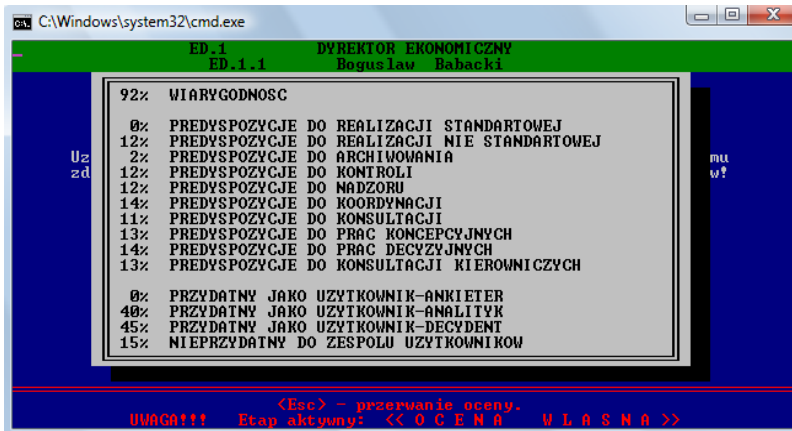 C:\Windows\system32\cmd.exe
ED.1 DYREKTOR EKONOMICZNY
ED.1.1 Boguslaw Babacki
92% WIARYGODNOSC
0% PREDYSPOZYCJE DO REALIZACJI STANDARTOWEJ
12% PREDYSPOZYCJE DO REALIZACJI NIE STANDARTOWEJ
2% PREDYSPOZYCJE DO ARCHIWOWANIA
12% PREDYSPOZYCJE DO KONTROLI
12% PREDYSPOZYCJE DO NADZORU
14% PREDYSPOZYCJE DO KOORDYNACJI
11% PREDYSPOZYCJE DO KONSULTACJI
13% PREDYSPOZYCJE DO PRAC KONCEPCYJNYCH
14% PREDYSPOZYCJE DO PRAC DECYZYJNYCH
13% PREDYSPOZYCJE DO KONSULTACJI KIEROWNICZYCH
0% PRZYDATNY JAKO UZYTKOWNIK-ANKIETER
40% PRZYDATNY JAKO UZYTKOWNIK-ANALITYK
45% PRZYDATNY JAKO UZYTKOWNIK-DECYDENT
15% NIEPRZYDATNY DO ZESPOLU UZYTKOWNIKOW
Uz mu
zd w!
<Esc> - przerwanie oceny.
UWAGA!!! Etap aktywny: << O C E N A W L A S N A >>